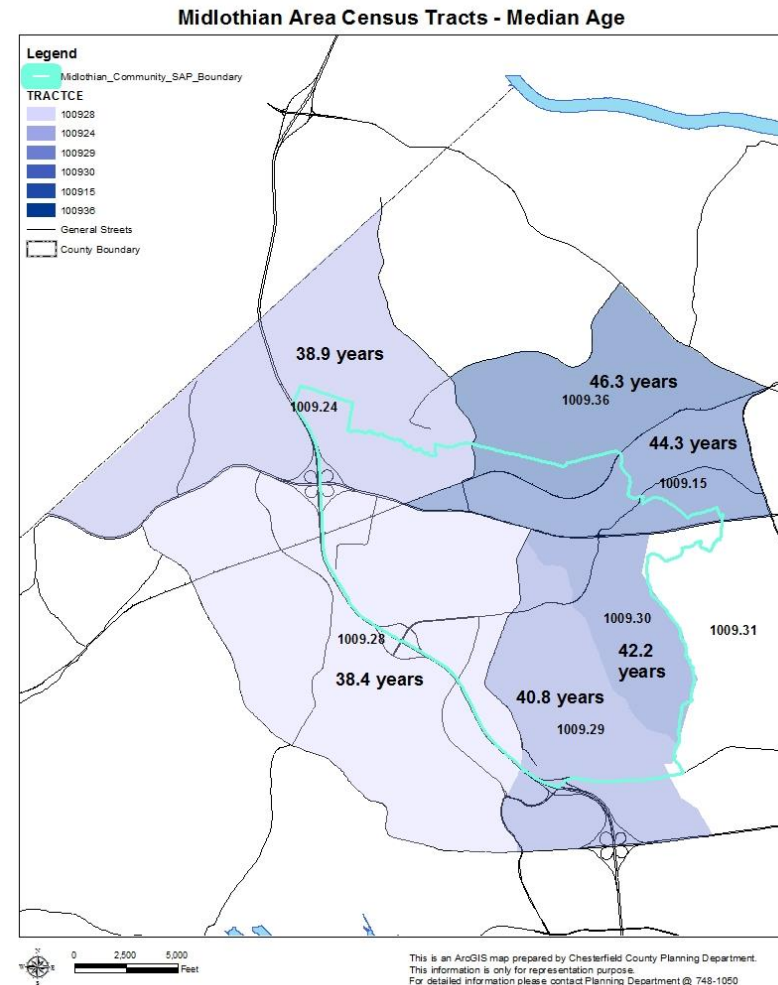 Midlothian Area Census Tracts - Median Age
Legend
Midlothian_Community_SAP_Boundary
TRACTCE
100928
100924
100929
100930
100915
100936
General Streets
County Boundary
38.9 years
1009.24
46.3 years
1009.36
44.3 years
1009.15
1009.30
1009.31
1009.28
42.2
years
38.4 years
40.8 years
1009.29
N
W E
S
0 2,500 5,000
Feet
This is an ArcGIS map prepared by Chesterfield County Planning Department.
This information is only for representation purpose.
For detailed information please contact Planning Department @ 748-1050